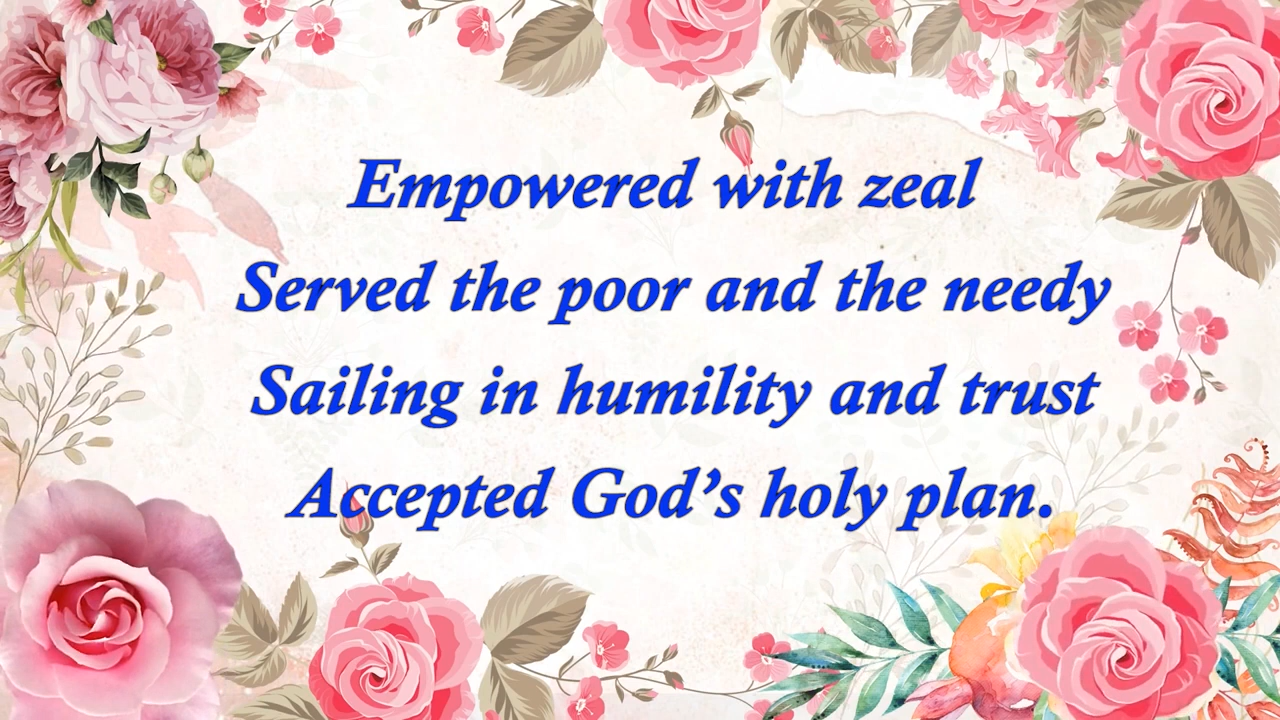 Empowered with zeal
Served the poor and the needy
Sailing in humility and trust
Accepted God’s holy plan.